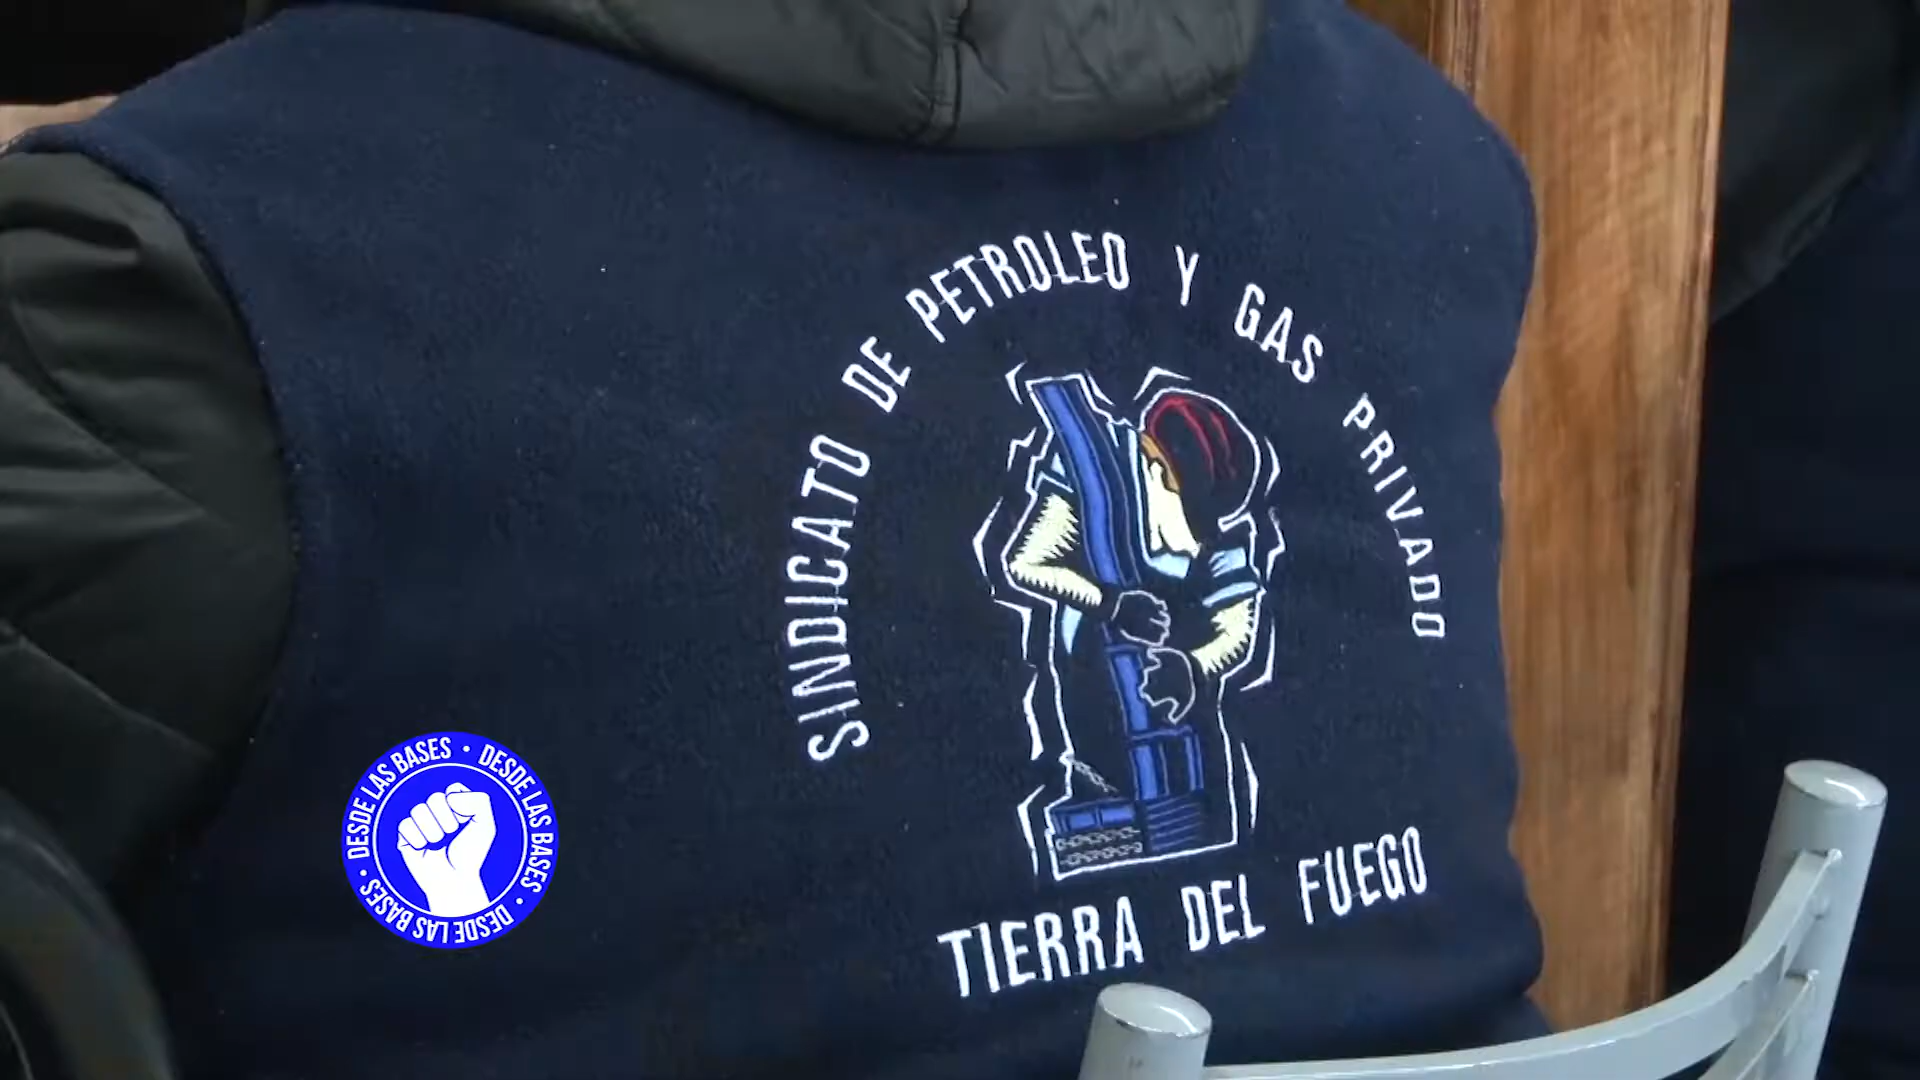 SINDICATO DE PETROLEO Y GAS PRIVADO
TIERRA DEL FUEGO
DESDE LAS BASES • DESDE LAS BASES • DESDE LAS BASES •